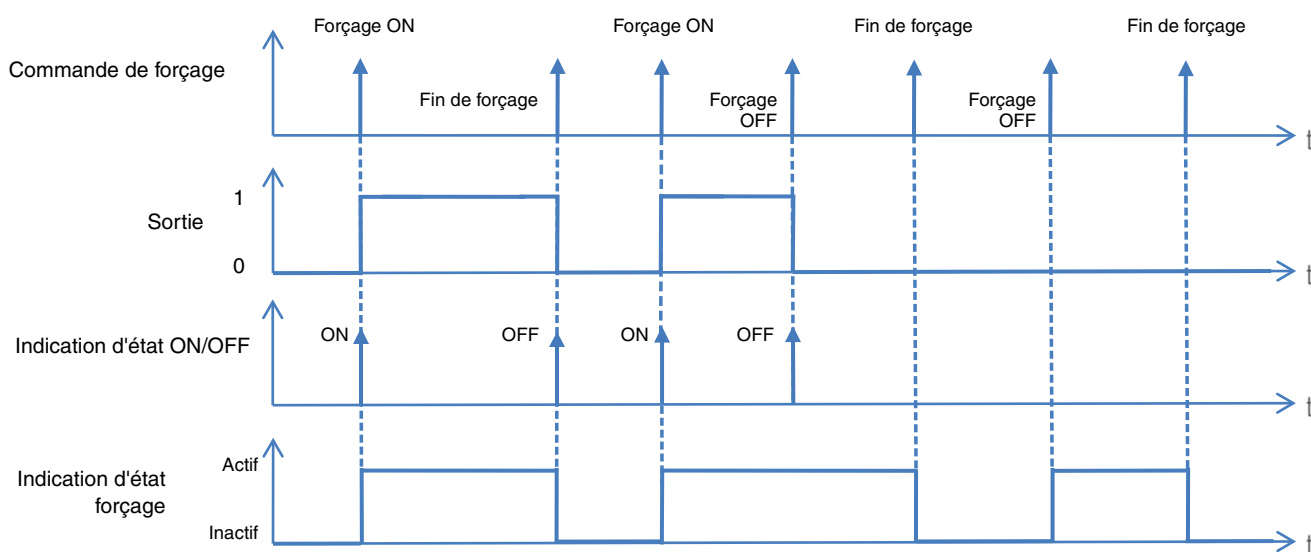 Forçage ON
Forçage ON
Fin de forçage
Fin de forçage
Commande de forçage
Fin de forçage
Forçage
OFF
Forçage
OFF
t
1
Sortie
0
t
ON
OFF
ON
OFF
Indication d'état ON/OFF
t
Actif
Indication d'état
forçage
Inactif
t